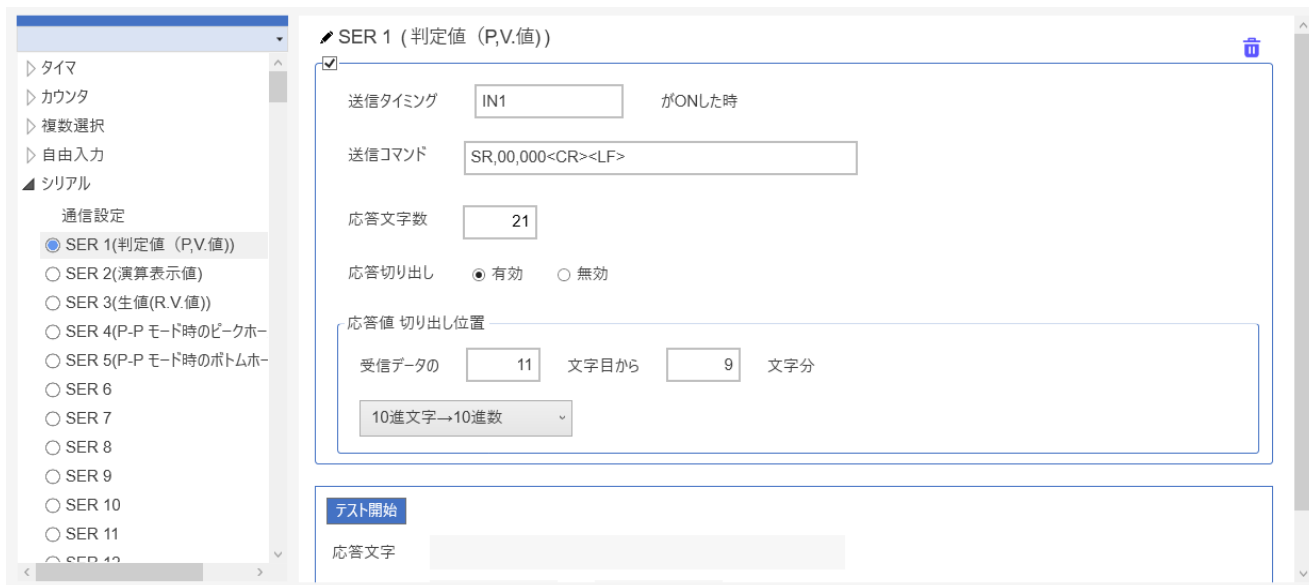 タイマ
カウンタ
複数選択
自由入力
シリアル
通信設定
SER 1(判定値（P,V.値))
SER 2(演算表示値)
SER 3(生値(R.V.値))
SER 4(P-P モード時のピークホー
SER 5(P-P モード時のボトムホー
SER 6
SER 7
SER 8
SER 9
SER 10
SER 11
SER 12
SER 1 ( 判定値（P,V.値) )
送信タイミング IN1 がONした時
送信コマンド SR,00,000<CR><LF>
応答文字数 21
応答切り出し 有効 無効
応答値 切り出し位置
受信データの 11 文字目から 9 文字分
10進文字→10進数
テスト開始
応答文字